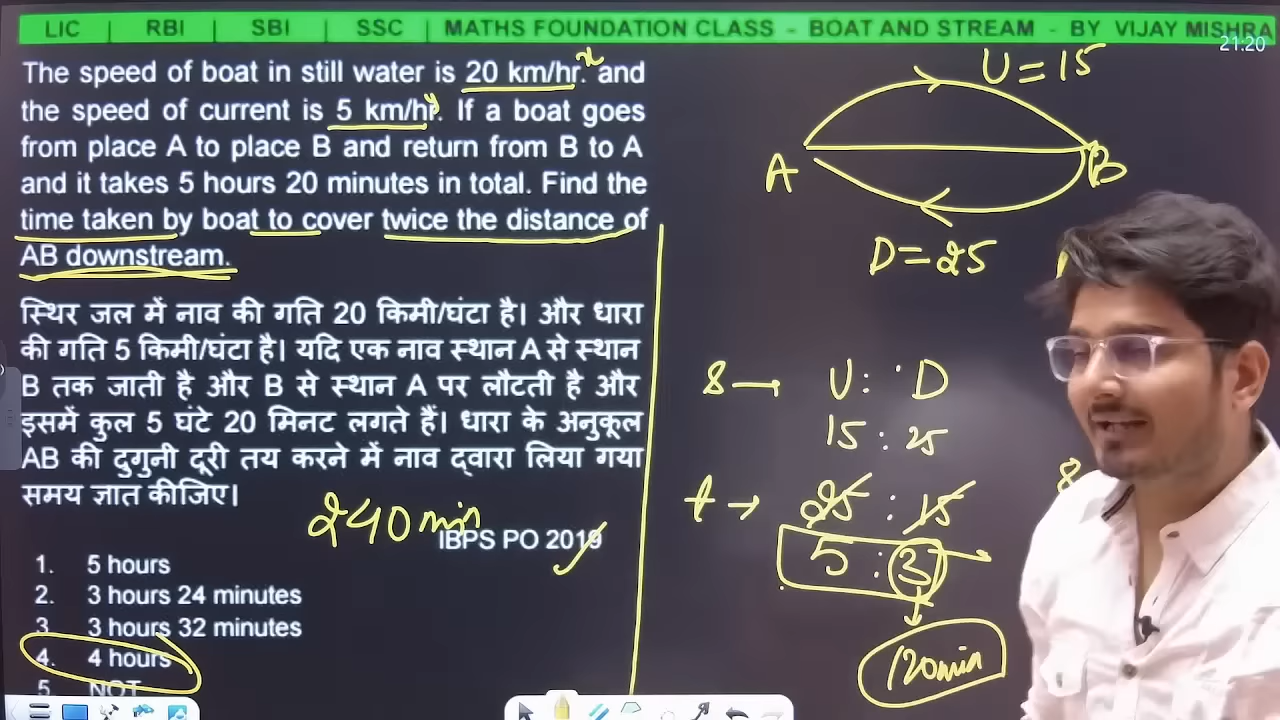 LIC | RBI | SBI | SSC | MATHS FOUNDATION CLASS - BOAT AND STREAM - BY VIJAY MISHRA
21:20
The speed of boat in still water is 20 km/hr. and
the speed of current is 5 km/hr. If a boat goes
from place A to place B and return from B to A
and it takes 5 hours 20 minutes in total. Find the
time taken by boat to cover twice the distance of
AB downstream.
स्थिर जल में नाव की गति 20 किमी/घंटा है। और धारा
की गति 5 किमी/घंटा है। यदि एक नाव स्थान A से स्थान
B तक जाती है और B से स्थान A पर लौटती है और
इसमें कुल 5 घंटे 20 मिनट लगते हैं। धारा के अनुकूल
AB की दुगुनी दूरी तय करने में नाव द्वारा लिया गया
समय ज्ञात कीजिए।
240 min
IBPS PO 2019
1. 5 hours
2. 3 hours 24 minutes
3. 3 hours 32 minutes
4. 4 hours
5. NOT
x
y
U = 15
A B
D = 25
8 → U : D
15 : 25
t → 25 : 15
5 : 3
120 min
8